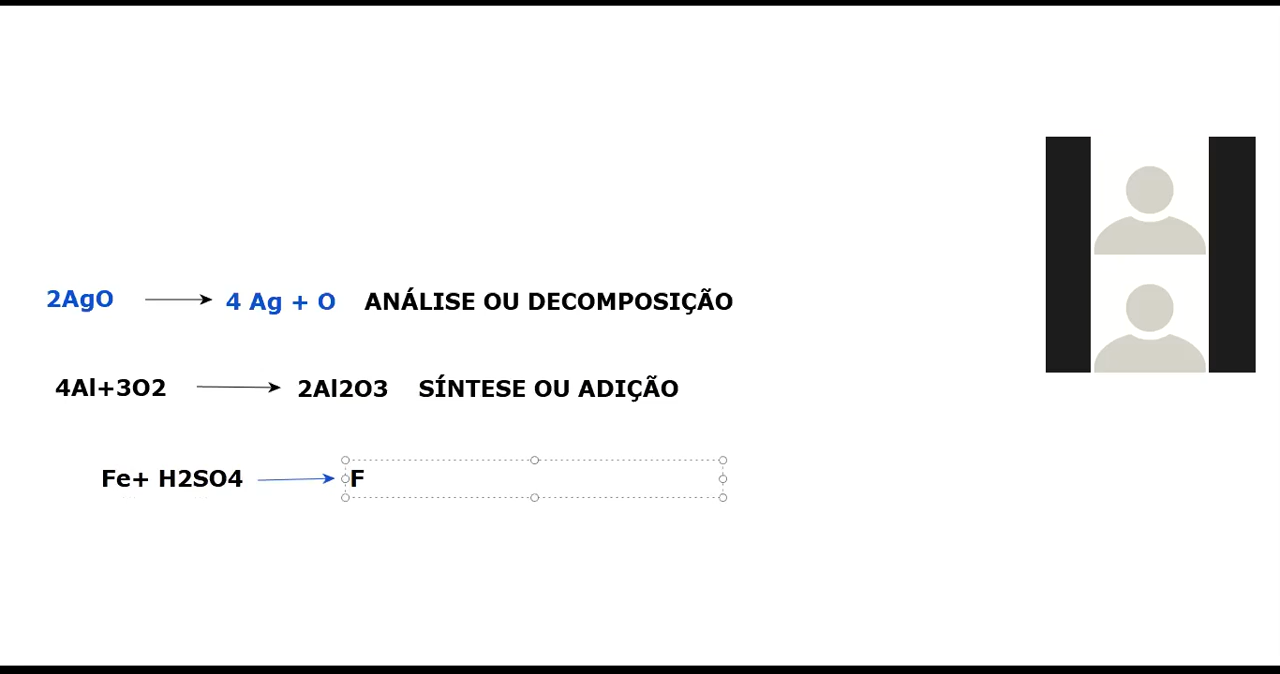 2AgO 4 Ag + O ANÁLISE OU DECOMPOSIÇÃO
4Al+3O2 2Al2O3 SÍNTESE OU ADIÇÃO
Fe+ H2SO4 F